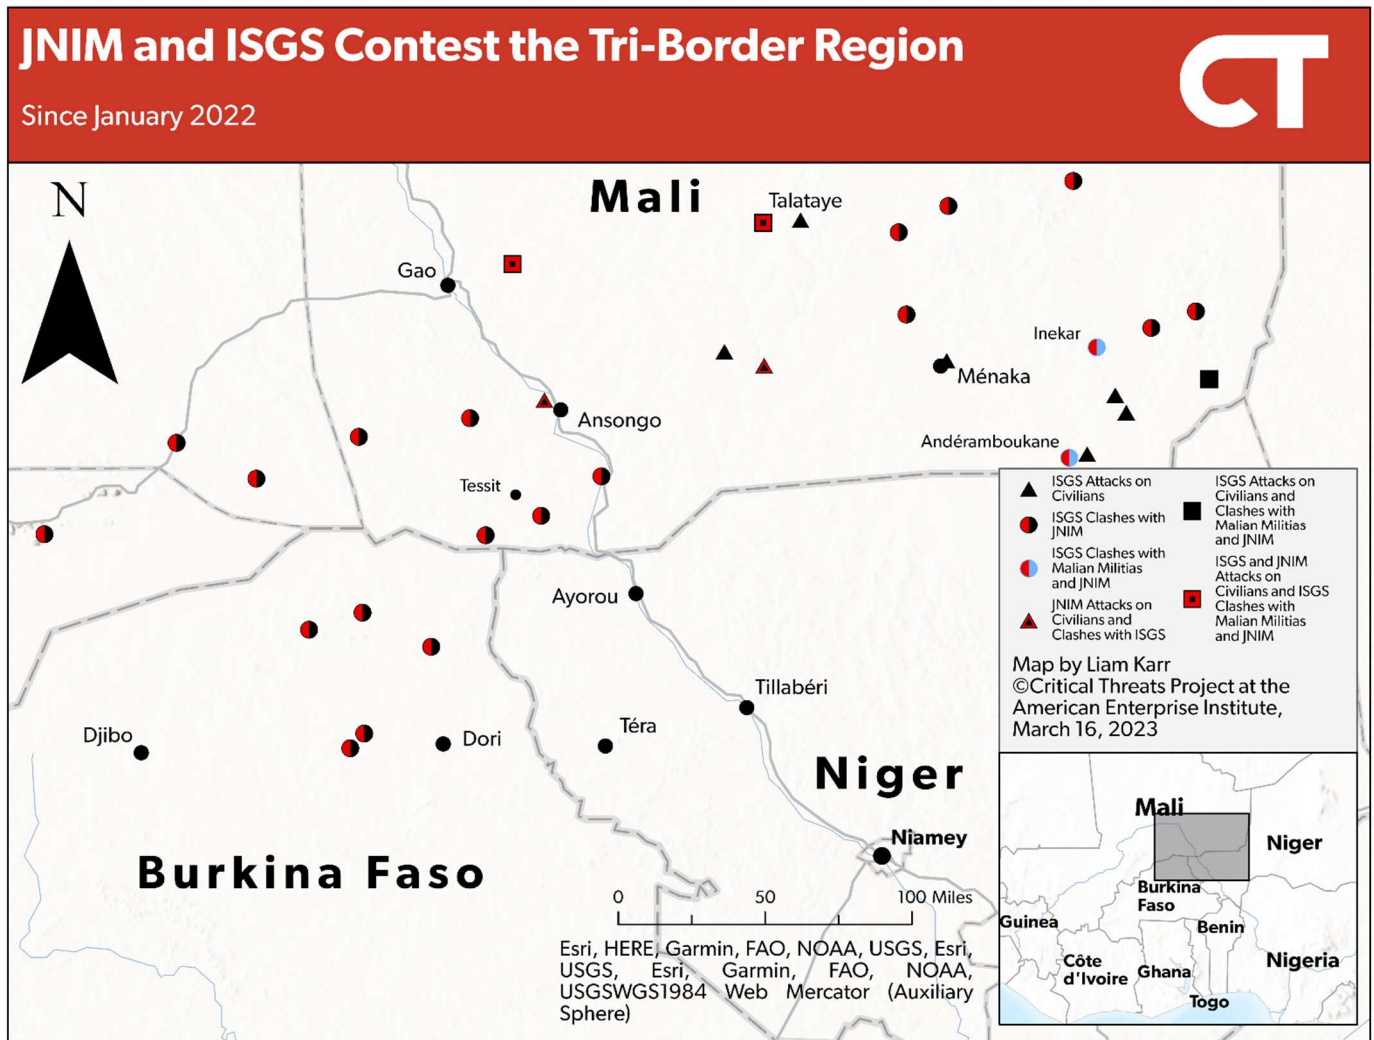 JNIM and ISGS Contest the Tri-Border Region
Since January 2022
CT
N
Mali
Talataye
Gao
Inekar
Ménaka
Ansongo
Andéramboukane
Tessit
Ayorou
Tillabéri
Téra
Djibo
Dori
Niger
Niamey
Burkina Faso
0 50 100 Miles
Esri, HERE, Garmin, FAO, NOAA, USGS, Esri,
USGS, Esri, Garmin, FAO, NOAA,
USGSWGS1984 Web Mercator (Auxiliary
Sphere)
ISGS Attacks on
Civilians
ISGS Clashes with
JNIM
ISGS Clashes with
Malian Militias
and JNIM
JNIM Attacks on
Civilians and
Clashes with ISGS
ISGS Attacks on
Civilians and
Clashes with
Malian Militias
and JNIM
ISGS and JNIM
Attacks on
Civilians and ISGS
Clashes with
Malian Militias
and JNIM
Map by Liam Karr
©Critical Threats Project at the
American Enterprise Institute,
March 16, 2023
Mali
Niger
Burkina
Faso
Guinea
Benin
Côte
d'Ivoire
Ghana
Nigeria
Togo